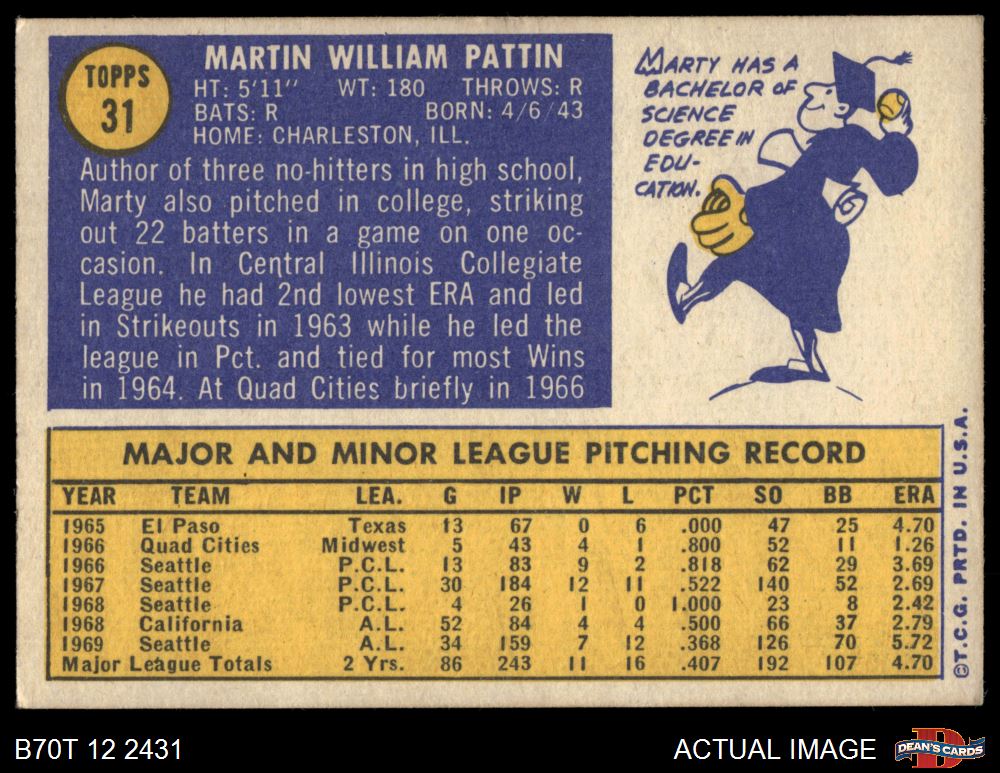 TOPPS
31
MARTIN WILLIAM PATTIN
HT: 5'11" WT: 180 THROWS: R
BATS: R BORN: 4/6/43
HOME: CHARLESTON, ILL.
Author of three no-hitters in high school,
Marty also pitched in college, striking
out 22 batters in a game on one oc-
casion. In Central Illinois Collegiate
League he had 2nd lowest ERA and led
in Strikeouts in 1963 while he led the
league in Pct. and tied for most Wins
in 1964. At Quad Cities briefly in 1966
MARTY HAS A
BACHELOR OF
SCIENCE
DEGREE IN
EDU-
CATION.
MAJOR AND MINOR LEAGUE PITCHING RECORD
YEAR TEAM LEA. G IP W L PCT SO BB ERA
1965 El Paso Texas 13 67 0 6 .000 47 25 4.70
1966 Quad Cities Midwest 5 43 4 1 .800 52 11 1.26
1966 Seattle P.C.L. 13 83 9 2 .818 62 29 3.69
1967 Seattle P.C.L. 30 184 12 11 .522 140 52 2.69
1968 Seattle P.C.L. 4 26 1 0 1.000 23 8 2.42
1968 California A.L. 52 84 4 4 .500 66 37 2.79
1969 Seattle A.L. 34 159 7 12 .368 126 70 5.72
Major League Totals 2 Yrs. 86 243 11 16 .407 192 107 4.70
©T.C.G. PRTD. IN U.S.A.
B70T 12 2431
ACTUAL IMAGE
D
DEAN'S CARDS